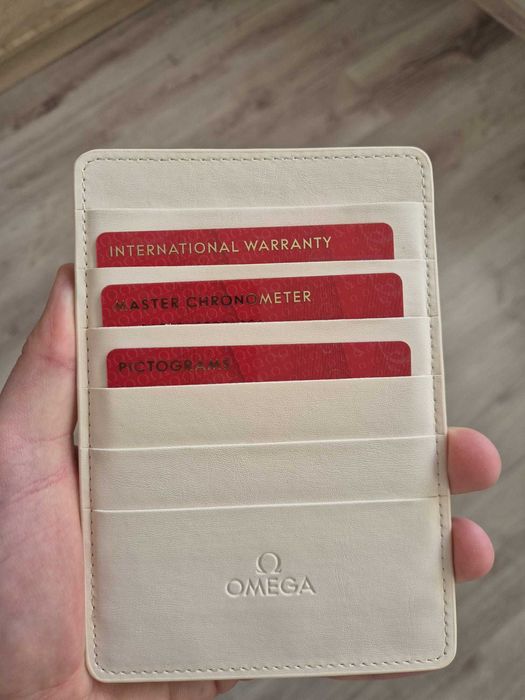 INTERNATIONAL WARRANTY
MASTER CHRONOMETER
PICTOGRAMS
Ω
OMEGA